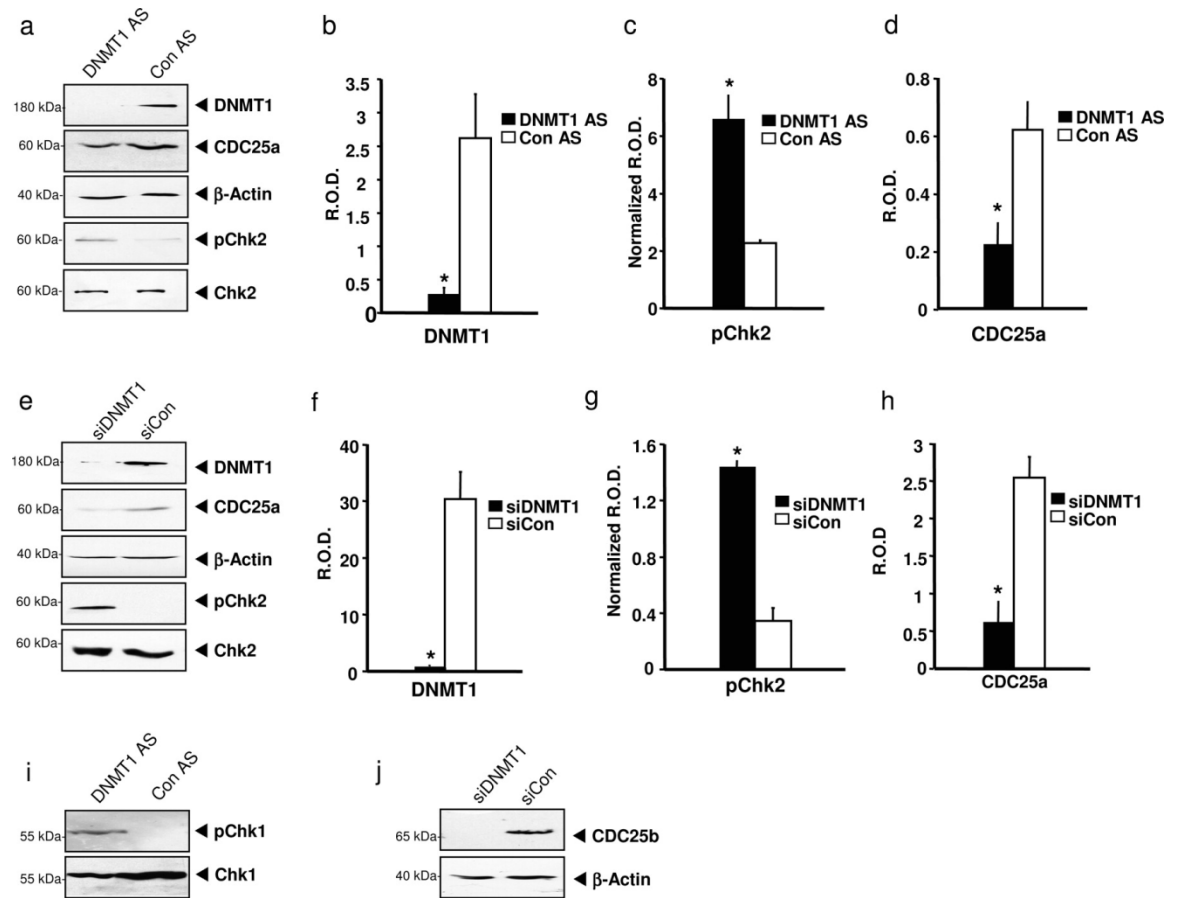 a
DNMT1 AS
Con AS
180 kDa
DNMT1
60 kDa
CDC25a
40 kDa
β-Actin
60 kDa
pChk2
60 kDa
Chk2
b
3.5
3
2.5
2
1.5
1
0.5
0
R.O.D.
*
DNMT1 AS
Con AS
DNMT1
c
8
6
4
2
0
Normalized R.O.D.
*
DNMT1 AS
Con AS
pChk2
d
0.8
0.6
0.4
0.2
0
R.O.D.
*
DNMT1 AS
Con AS
CDC25a
e
siDNMT1
siCon
180 kDa
DNMT1
60 kDa
CDC25a
40 kDa
β-Actin
60 kDa
pChk2
60 kDa
Chk2
f
40
30
20
10
0
R.O.D.
*
siDNMT1
siCon
DNMT1
g
1.6
1.2
0.8
0.4
0
Normalized R.O.D.
*
siDNMT1
siCon
pChk2
h
3
2.5
2
1.5
1
0.5
0
R.O.D
*
siDNMT1
siCon
CDC25a
i
DNMT1 AS
Con AS
55 kDa
pChk1
55 kDa
Chk1
j
siDNMT1
siCon
65 kDa
CDC25b
40 kDa
β-Actin